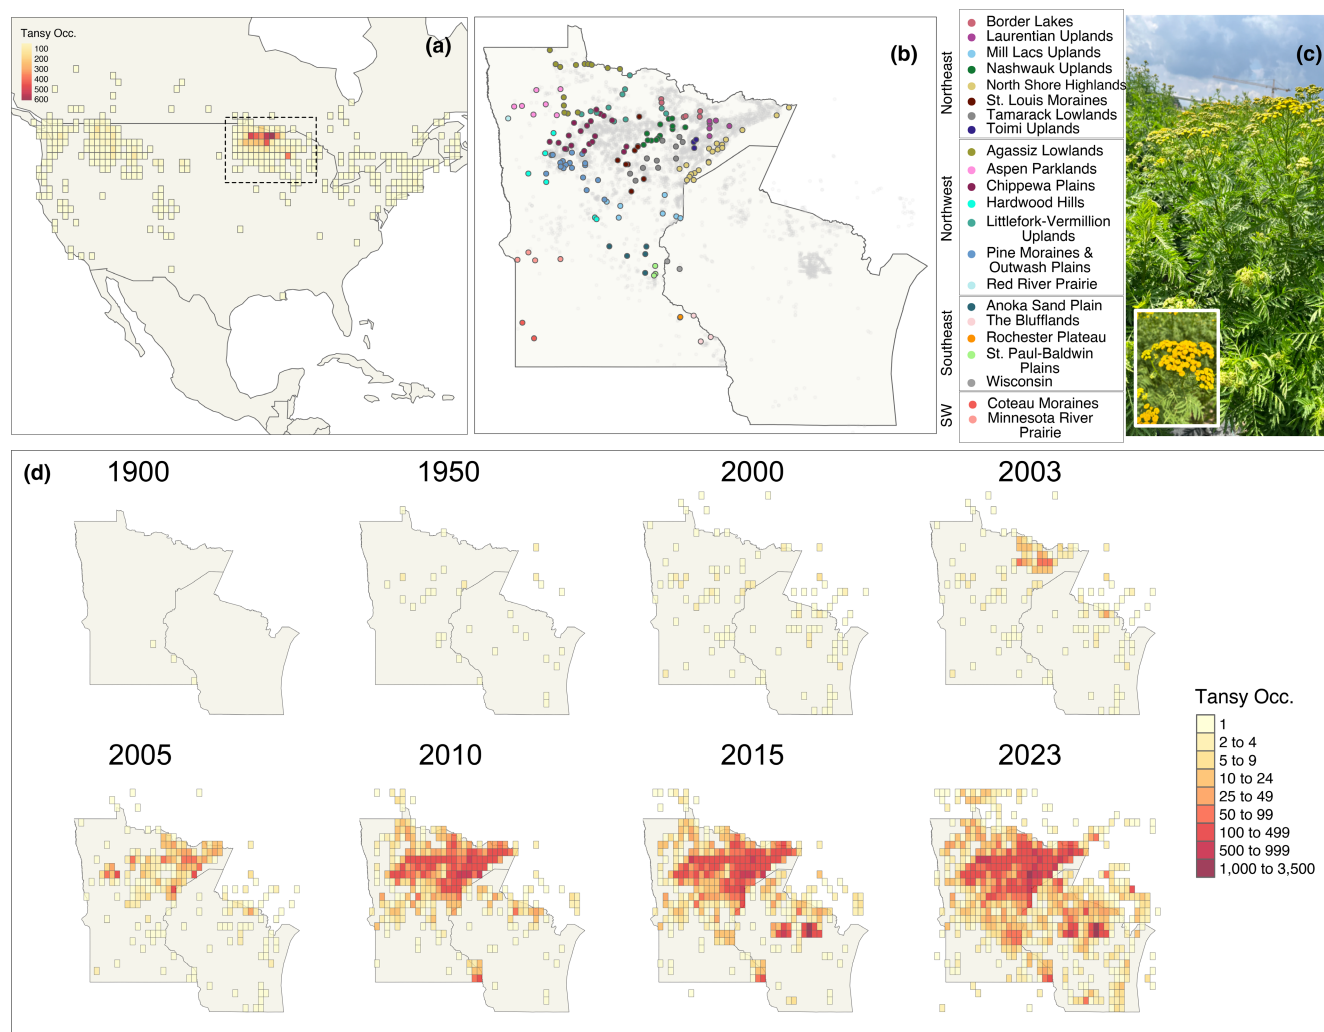 Tansy Occ.
100
200
300
400
500
600
(a)
(b)
Northeast
Border Lakes
Laurentian Uplands
Mill Lacs Uplands
Nashwauk Uplands
North Shore Highlands
St. Louis Moraines
Tamarack Lowlands
Toimi Uplands
Northwest
Agassiz Lowlands
Aspen Parklands
Chippewa Plains
Hardwood Hills
Littlefork-Vermillion
Uplands
Pine Moraines &
Outwash Plains
Red River Prairie
Southeast
Anoka Sand Plain
The Blufflands
Rochester Plateau
St. Paul-Baldwin
Plains
Wisconsin
SW
Coteau Moraines
Minnesota River
Prairie
(c)
(d)
1900
1950
2000
2003
2005
2010
2015
2023
Tansy Occ.
1
2 to 4
5 to 9
10 to 24
25 to 49
50 to 99
100 to 499
500 to 999
1,000 to 3,500